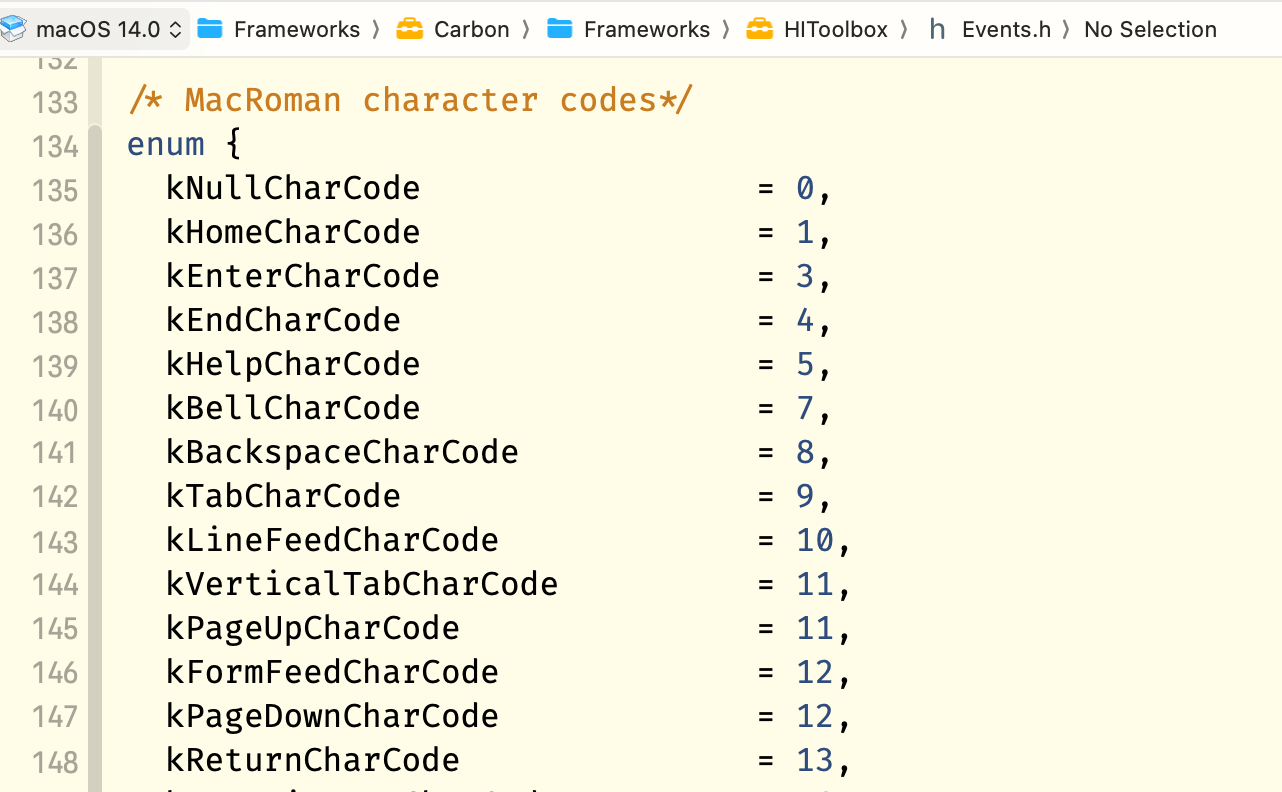 macOS 14.0 Frameworks 〉 Carbon 〉 Frameworks 〉 HIToolbox 〉 h Events.h 〉 No Selection
132
133 /* MacRoman character codes*/
134 enum {
135 kNullCharCode = 0,
136 kHomeCharCode = 1,
137 kEnterCharCode = 3,
138 kEndCharCode = 4,
139 kHelpCharCode = 5,
140 kBellCharCode = 7,
141 kBackspaceCharCode = 8,
142 kTabCharCode = 9,
143 kLineFeedCharCode = 10,
144 kVerticalTabCharCode = 11,
145 kPageUpCharCode = 11,
146 kFormFeedCharCode = 12,
147 kPageDownCharCode = 12,
148 kReturnCharCode = 13,